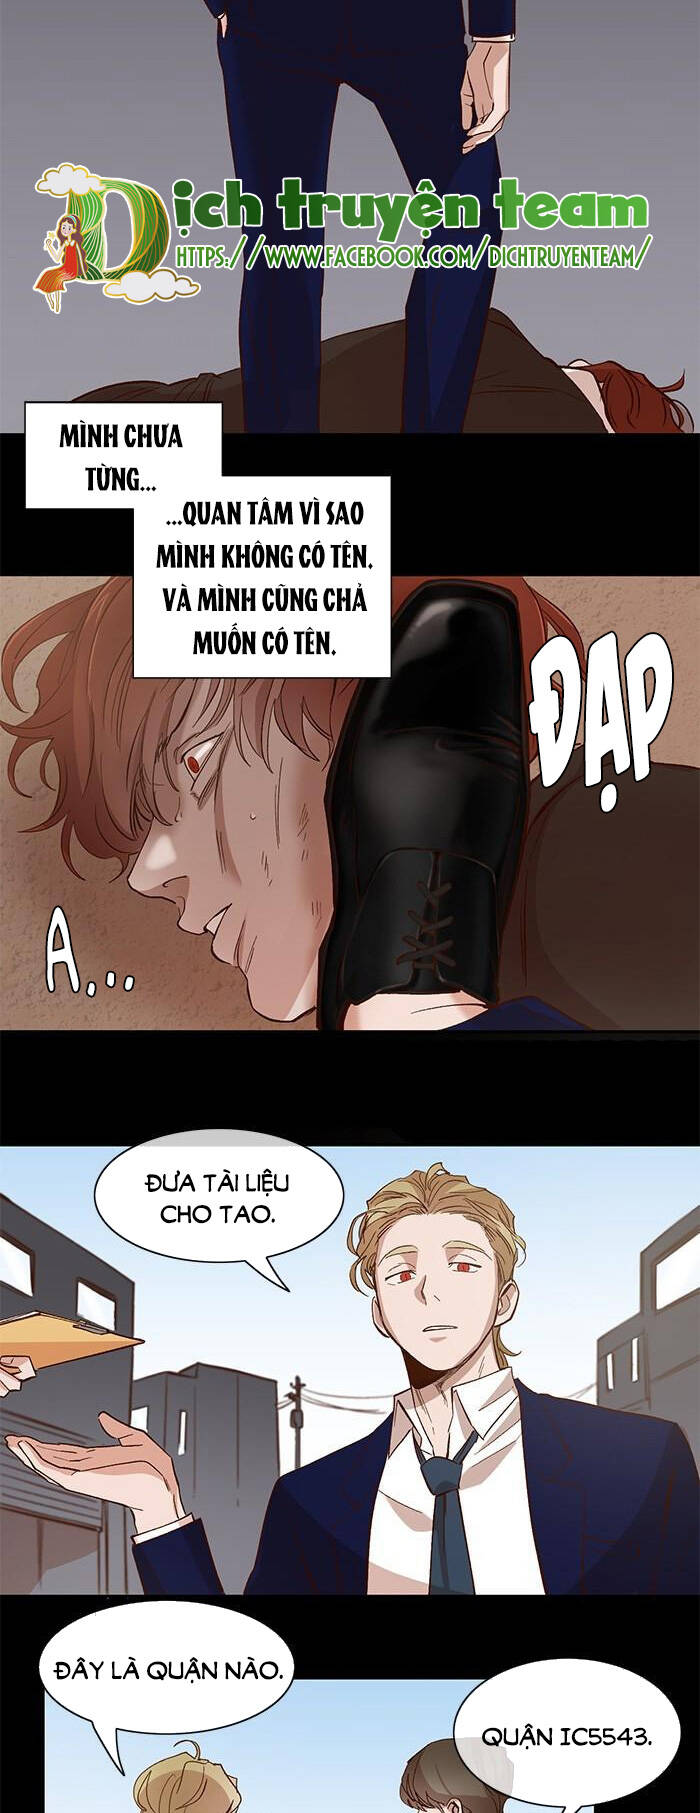 Dịch truyện team
HTTPS://WWW.FACEBOOK.COM/DICHTRUYENTEAM/
MÌNH CHƯA
TỪNG...
...QUAN TÂM VÌ SAO
MÌNH KHÔNG CÓ TÊN.
VÀ MÌNH CŨNG CHẢ
MUỐN CÓ TÊN.
ĐẠP
A...
ĐƯA TÀI LIỆU
CHO TAO.
ĐÂY LÀ QUẬN NÀO.
QUẬN IC5543.